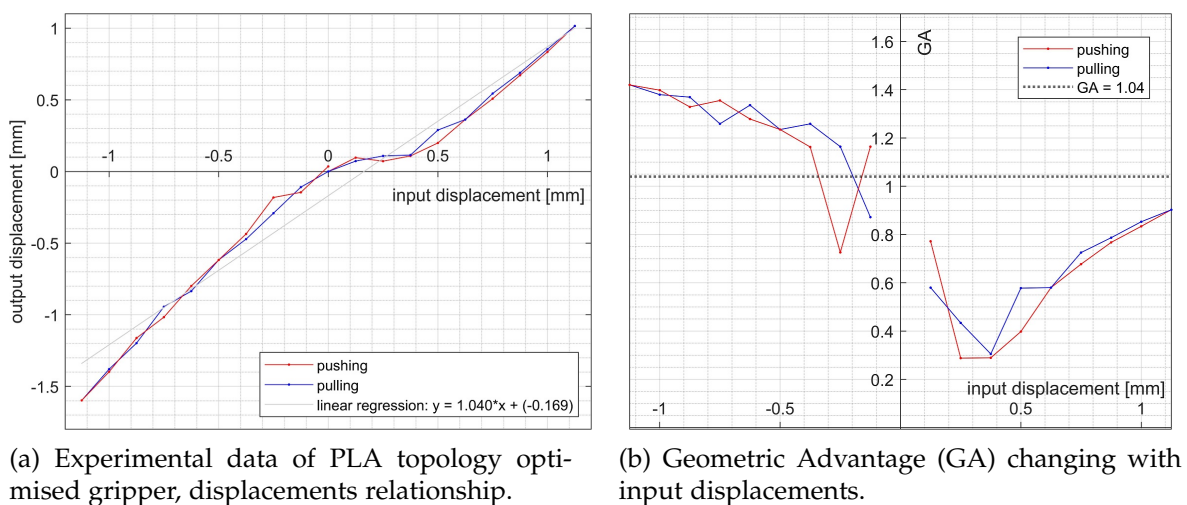 1
0.5
0
-0.5
-1
-1.5
-1
-0.5
0
0.5
1
input displacement [mm]
output displacement [mm]
pushing
pulling
linear regression: y = 1.040*x + (-0.169)
(a) Experimental data of PLA topology opti-
mised gripper, displacements relationship.
GA
1.6
1.4
1.2
1
0.8
0.6
0.4
0.2
pushing
pulling
GA = 1.04
input displacement [mm]
-1
-0.5
0.5
1
(b) Geometric Advantage (GA) changing with
input displacements.